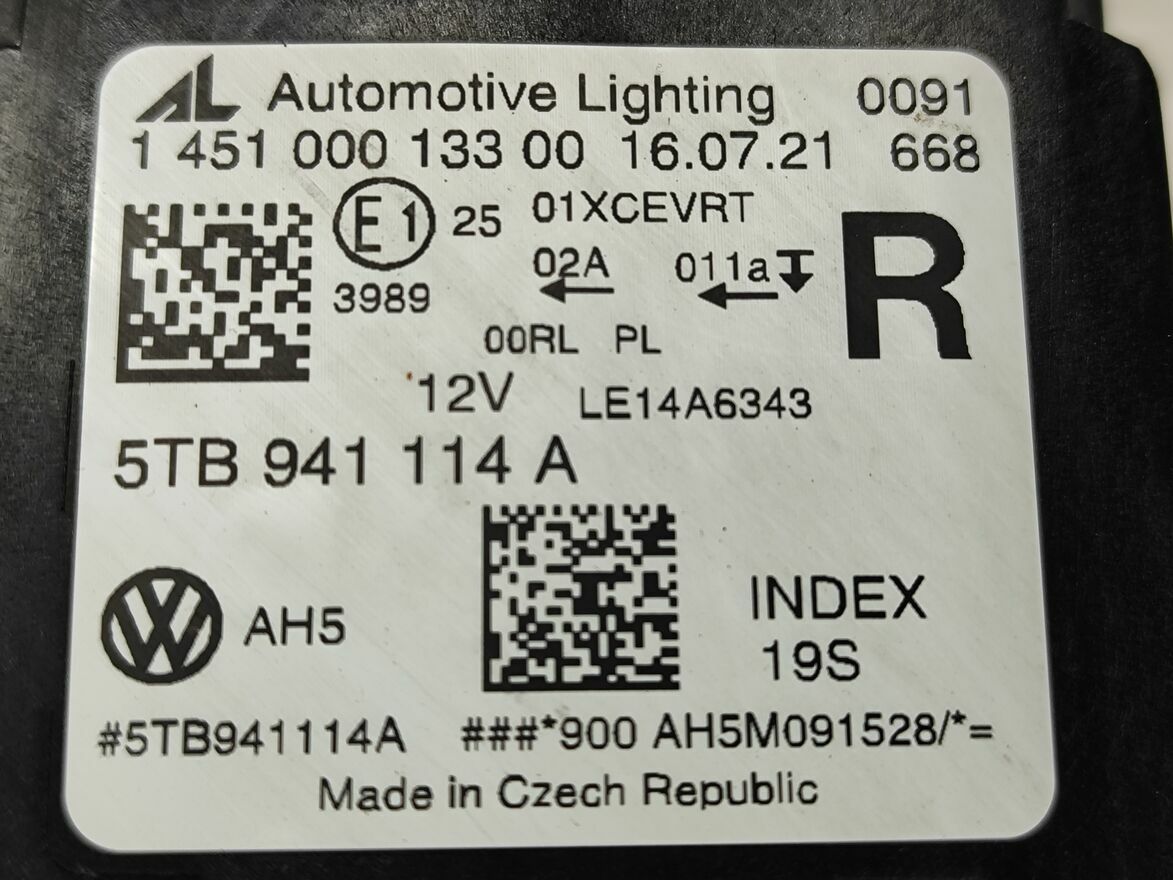 AL Automotive Lighting 0091
1 451 000 133 00 16.07.21 668
E1 25 01XCEVRT
02A 011a
3989
R
00RL PL
12V LE14A6343
5TB 941 114 A
AH5
INDEX
19S
#5TB941114A ###*900 AH5M091528/*=
Made in Czech Republic